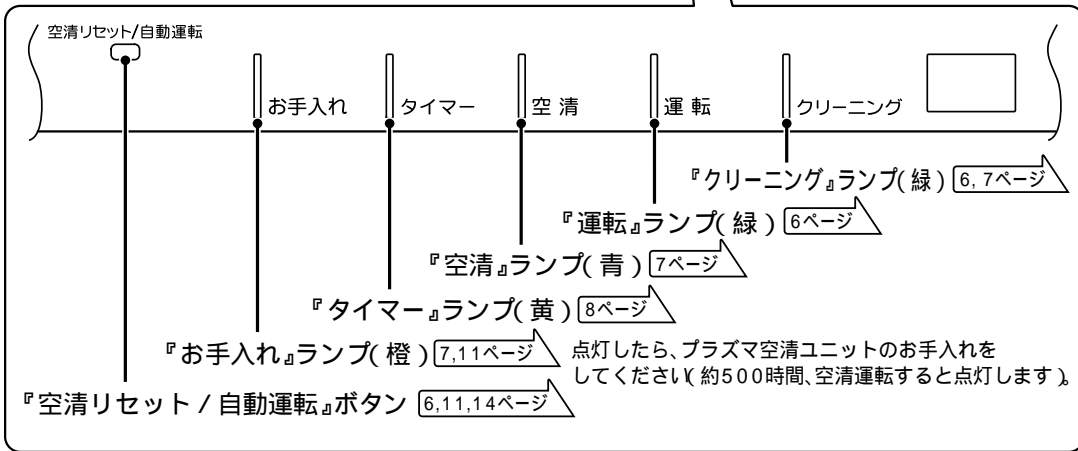 空清リセット/自動運転
お手入れ
タイマー
空 清
運 転
クリーニング
『クリーニング』ランプ(緑) 6, 7ページ
『運転』ランプ(緑) 6ページ
『空清』ランプ(青) 7ページ
『タイマー』ランプ(黄) 8ページ
『お手入れ』ランプ(橙) 7,11ページ
点灯したら、プラズマ空清ユニットのお手入れを
してください(約500時間、空清運転すると点灯します)。
『空清リセット / 自動運転』ボタン 6,11,14ページ